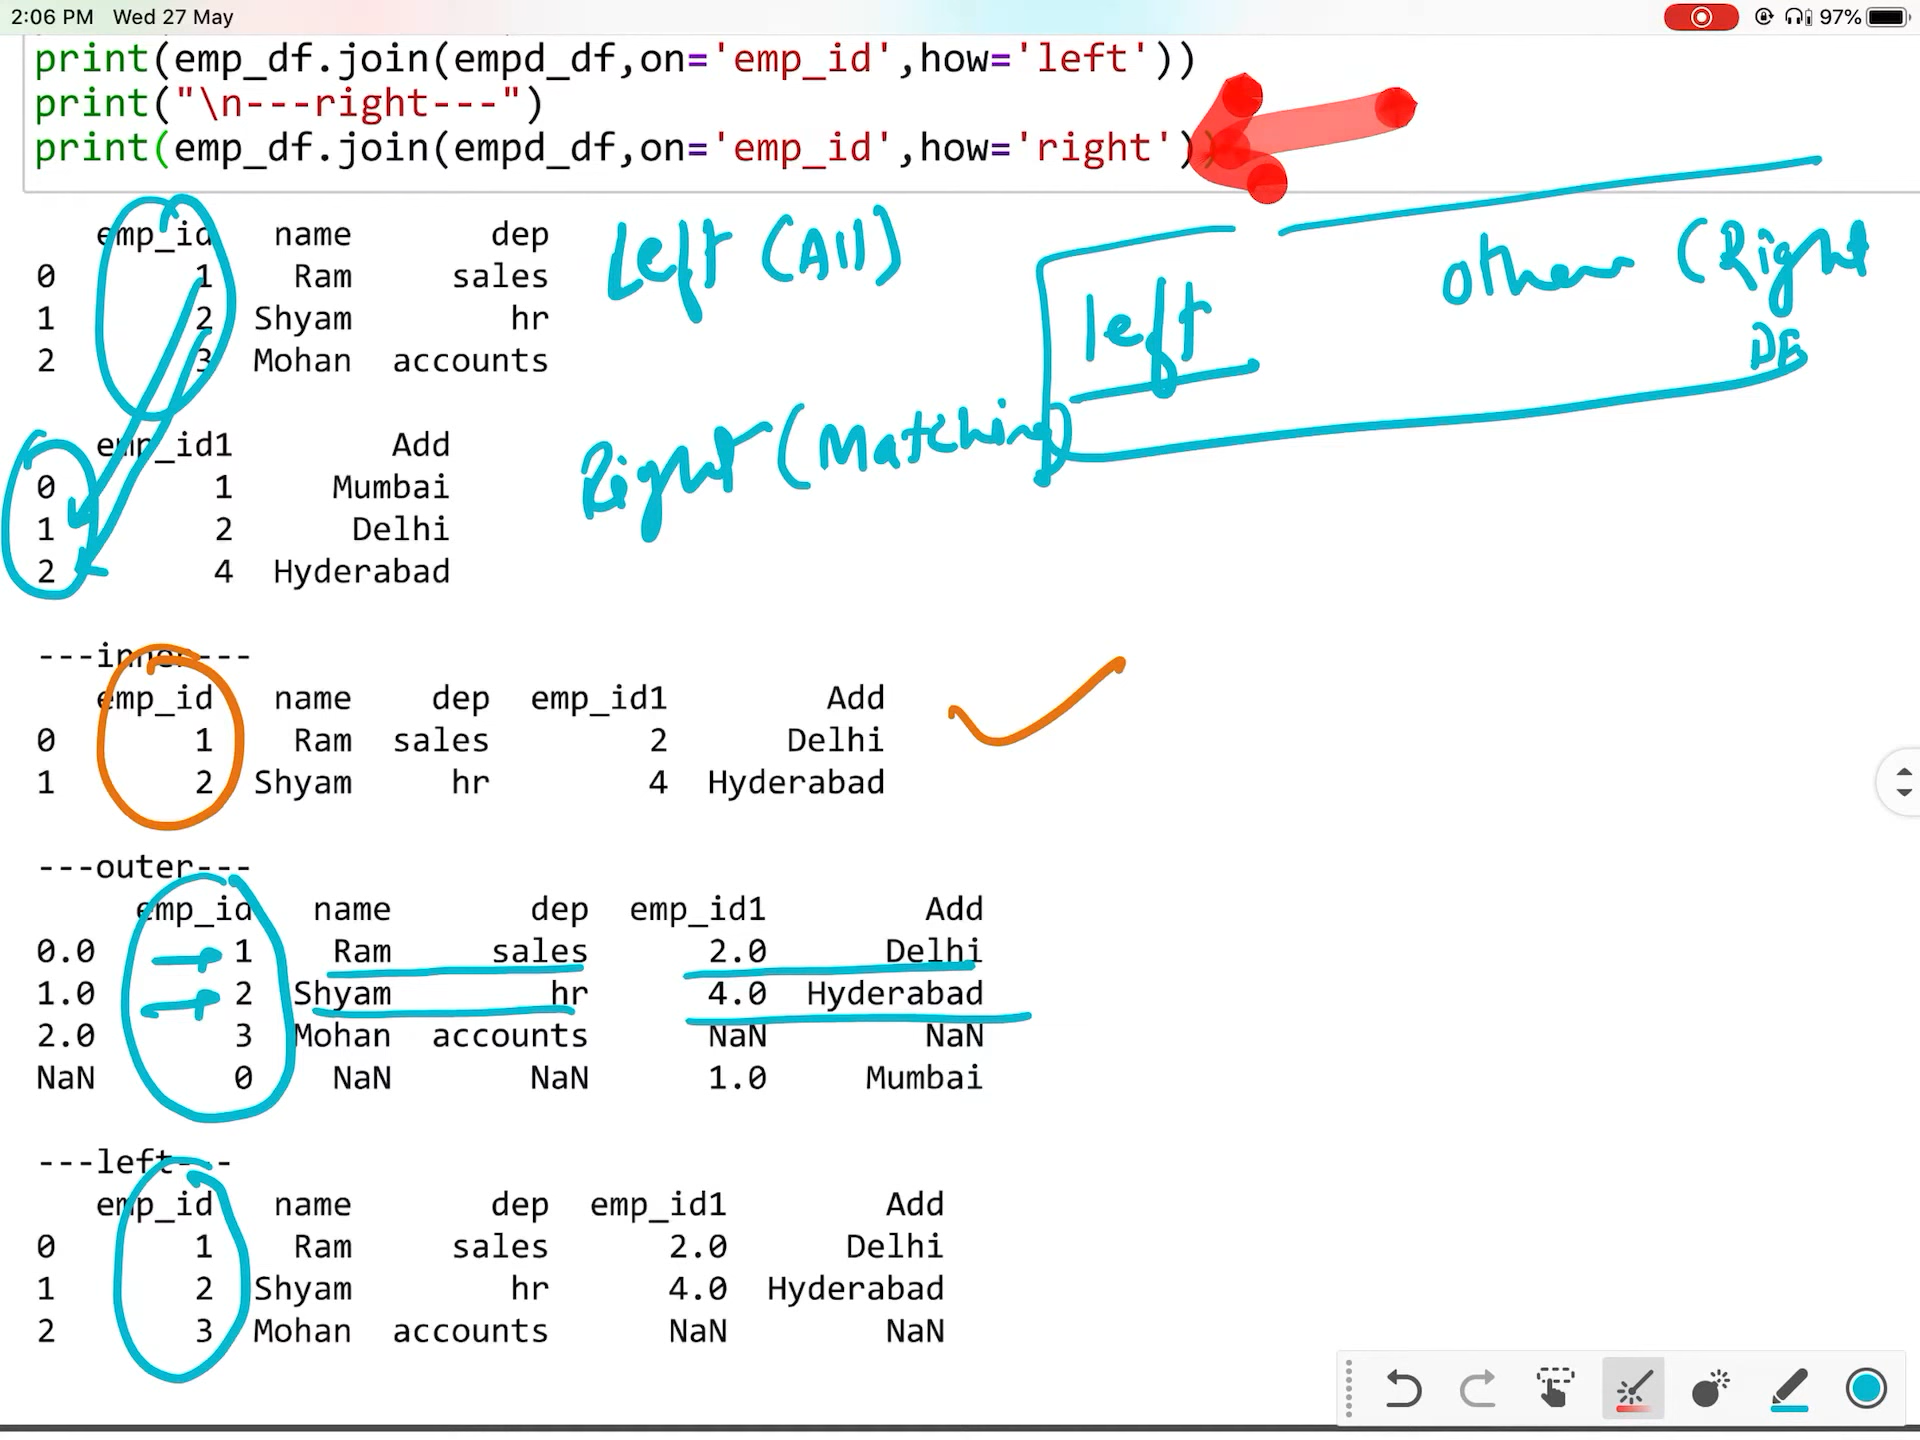 2:06 PM Wed 27 May 97%
print(emp_df.join(empd_df,on='emp_id',how='left'))
print("\n---right---")
print(emp_df.join(empd_df,on='emp_id',how='right'))
emp_id name dep
0 1 Ram sales
1 2 Shyam hr
2 3 Mohan accounts
Left (All)
left
other (Right
DF
emp_id1 Add
0 1 Mumbai
1 2 Delhi
2 4 Hyderabad
Right (Matching)
---inner---
emp_id name dep emp_id1 Add
0 1 Ram sales 2 Delhi
1 2 Shyam hr 4 Hyderabad
---outer---
emp_id name dep emp_id1 Add
0.0 1 Ram sales 2.0 Delhi
1.0 2 Shyam hr 4.0 Hyderabad
2.0 3 Mohan accounts NaN NaN
NaN 0 NaN NaN 1.0 Mumbai
---left---
emp_id name dep emp_id1 Add
0 1 Ram sales 2.0 Delhi
1 2 Shyam hr 4.0 Hyderabad
2 3 Mohan accounts NaN NaN